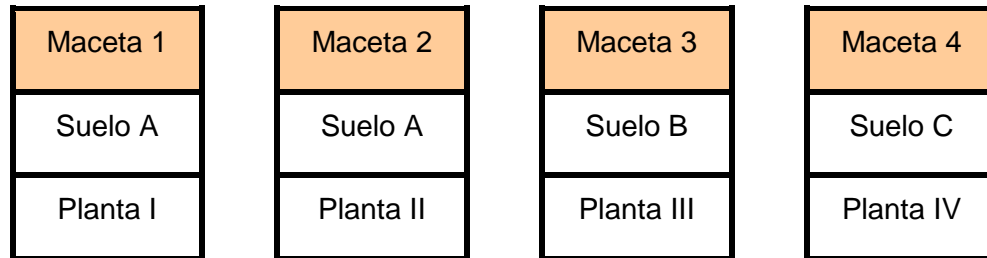 Maceta 1
Maceta 2
Maceta 3
Maceta 4
Suelo A
Suelo A
Suelo B
Suelo C
Planta I
Planta II
Planta III
Planta IV